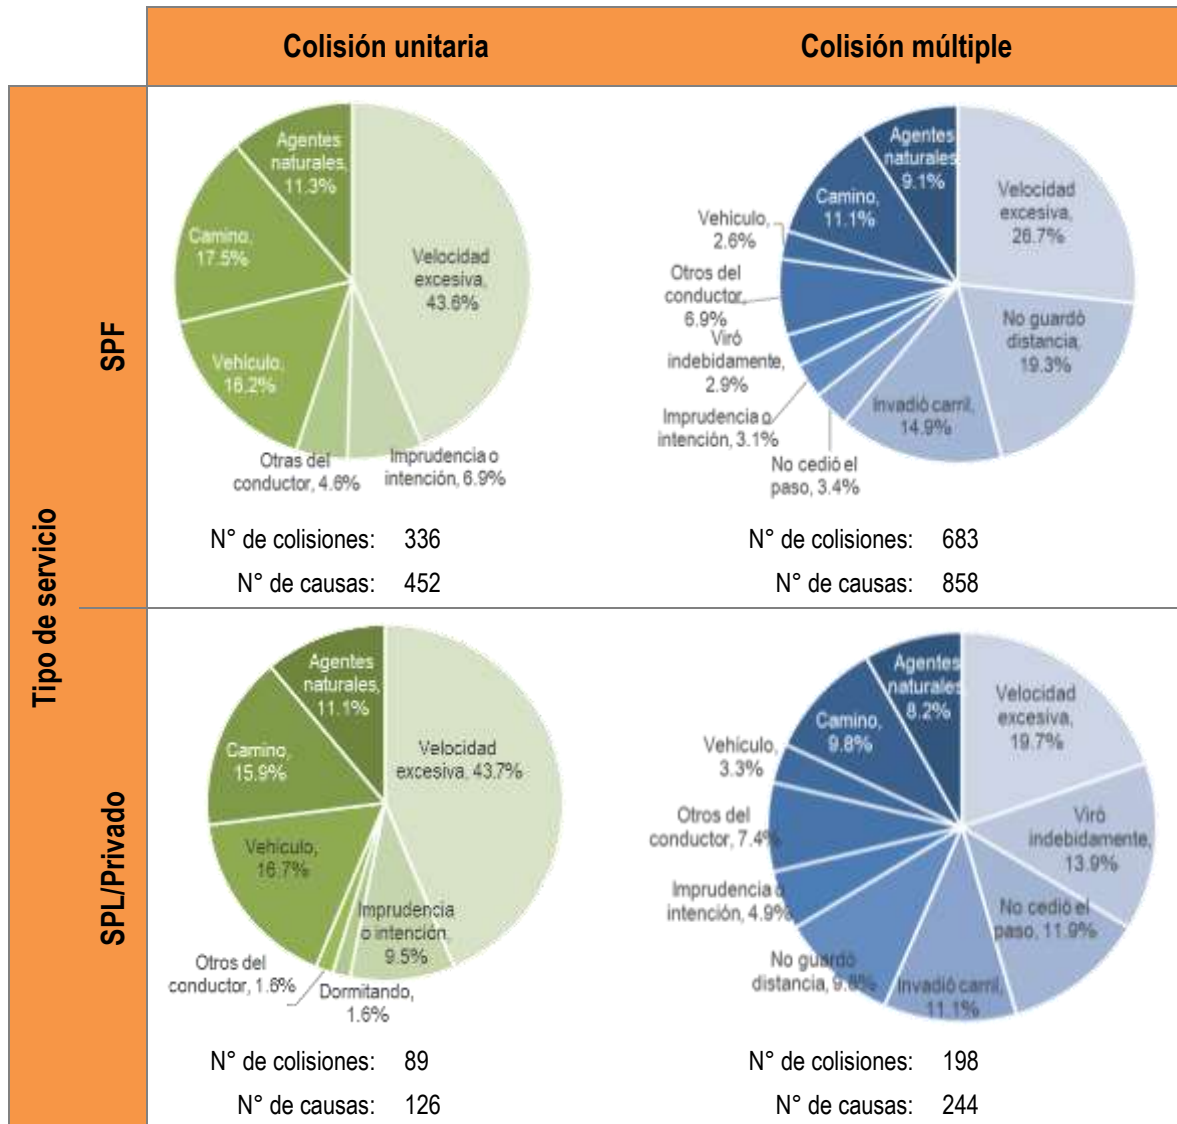 Colisión unitaria
Colisión múltiple
Tipo de servicio
SPF
Agentes
naturales,
11.3%
Velocidad
excesiva,
43.6%
Camino,
17.5%
Vehículo,
16.2%
Otras del
conductor, 4.6%
Imprudencia o
intención, 6.9%
N° de colisiones: 336
N° de causas: 452
Agentes
naturales,
9.1%
Velocidad
excesiva,
26.7%
Camino,
11.1%
Vehículo,
2.6%
Otros del
conductor,
6.9%
No guardó
distancia,
19.3%
Viró
indebidamente,
2.9%
Invadió carril,
14.9%
Imprudencia o
intención, 3.1%
No cedió el
paso, 3.4%
N° de colisiones: 683
N° de causas: 858
SPL/Privado
Agentes
naturales,
11.1%
Velocidad
excesiva, 43.7%
Camino,
15.9%
Vehículo,
16.7%
Imprudencia
o intención,
9.5%
Otros del
conductor, 1.6%
Dormitando,
1.6%
N° de colisiones: 89
N° de causas: 126
Agentes
naturales,
8.2%
Velocidad
excesiva,
19.7%
Camino,
9.8%
Vehículo,
3.3%
Otros del
conductor, 7.4%
Viró
indebidamente,
13.9%
Imprudencia o
intención, 4.9%
No cedió el
paso, 11.9%
No guardó
distancia, 9.8%
Invadió carril,
11.1%
N° de colisiones: 198
N° de causas: 244